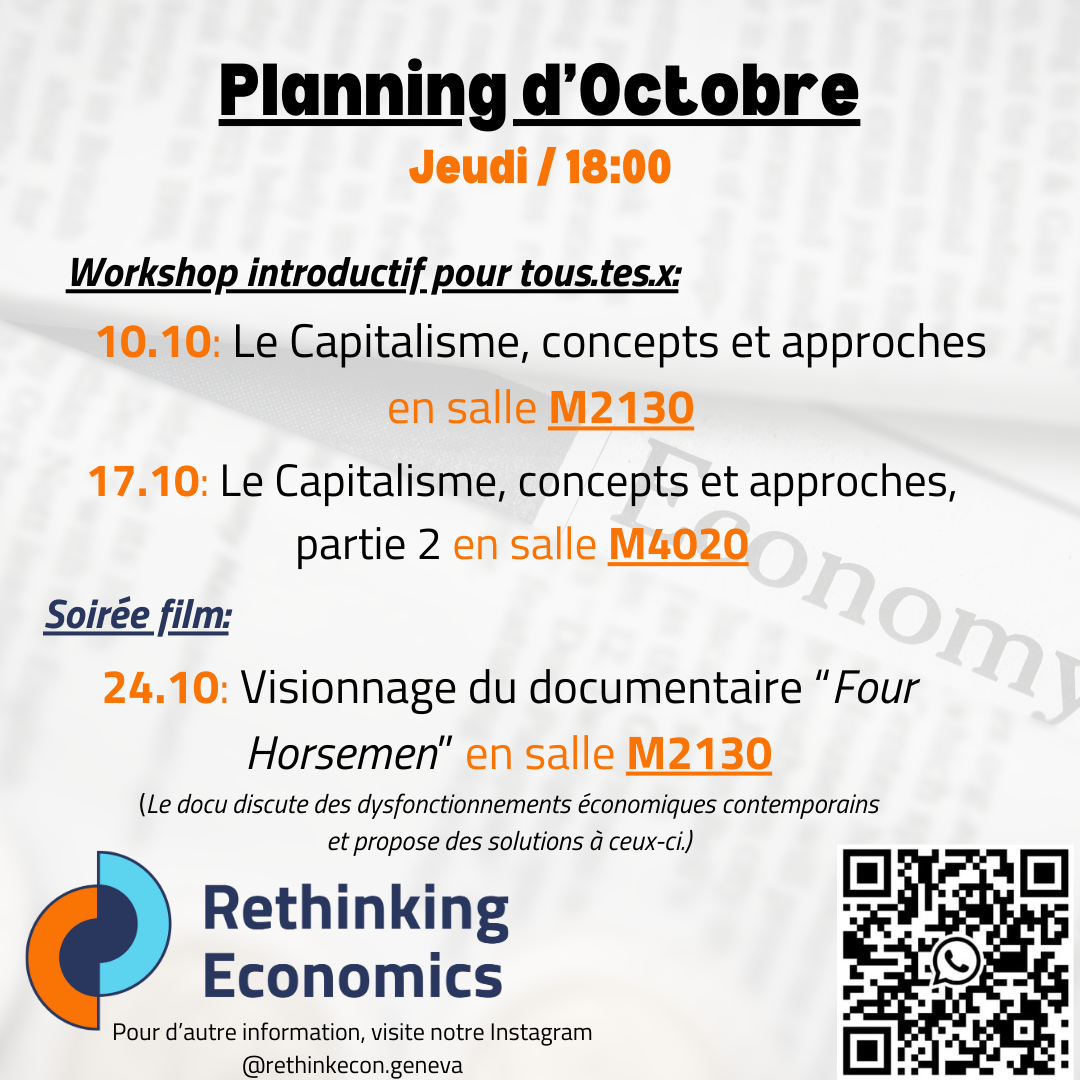 Planning d'Octobre
Jeudi / 18:00
Workshop introductif pour tous.tes.x:
10.10: Le Capitalisme, concepts et approches
en salle M2130
17.10: Le Capitalisme, concepts et approches,
partie 2 en salle M4020
Economy
Soirée film:
24.10: Visionnage du documentaire “Four
Horsemen” en salle M2130
(Le docu discute des dysfonctionnements économiques contemporains
et propose des solutions à ceux-ci.)
Rethinking
Economics
Pour d’autre information, visite notre Instagram
@rethinkecon.geneva